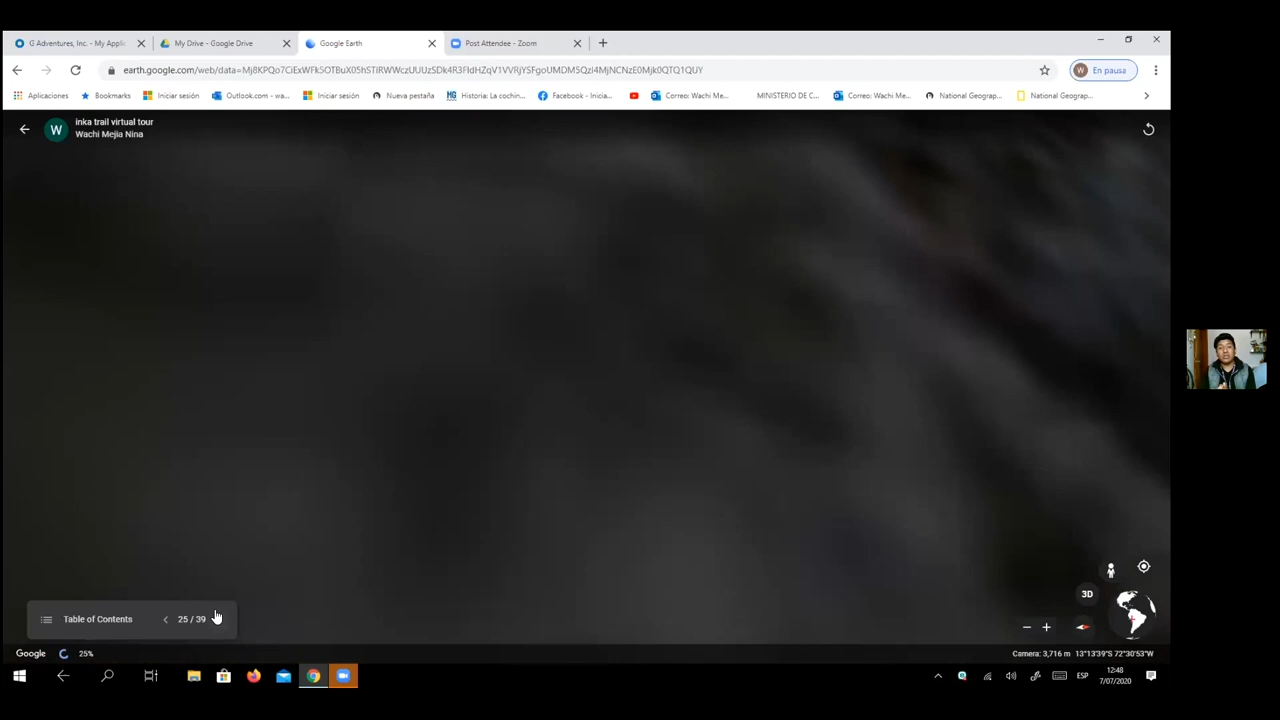 G Adventures, Inc. - My Applic
My Drive - Google Drive
Google Earth
Post Attendee - Zoom
earth.google.com/web/data=
En pausa
Aplicaciones
Bookmarks
Iniciar sesión
Outlook.com - wa...
Iniciar sesión
Nueva pestaña
HG Historia: La cochin...
Facebook - Inicia...
Correo: Wachi Me...
MINISTERIO DE C...
Correo: Wachi Me...
National Geograp...
National Geograp...
W
inka trail virtual tour
Wachi Mejia Nina
3D
Table of Contents
25 / 39
Google
25%
Camera: 3,716 m 13°13'39"S 72°30'53"W
ESP
12:48
7/07/2020